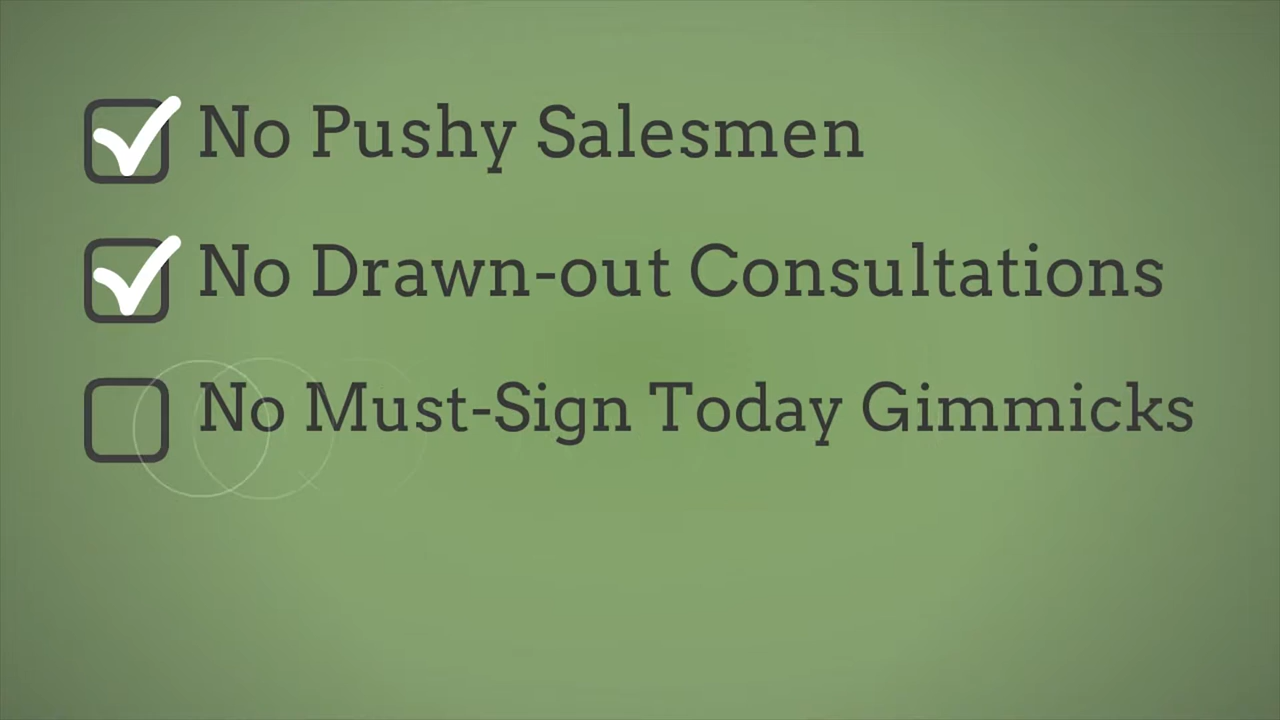 No Pushy Salesmen
No Drawn-out Consultations
No Must-Sign Today Gimmicks